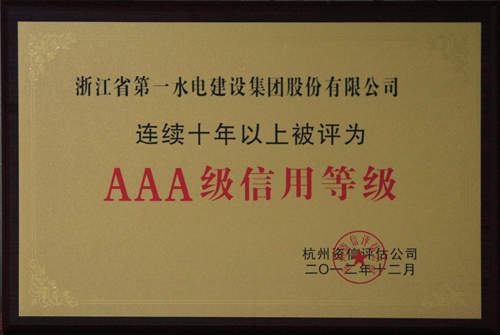 浙江省第一水电建设集团股份有限公司
连续十年以上被评为
AAA级信用等级
杭州资信评估公司
二〇一二年十二月